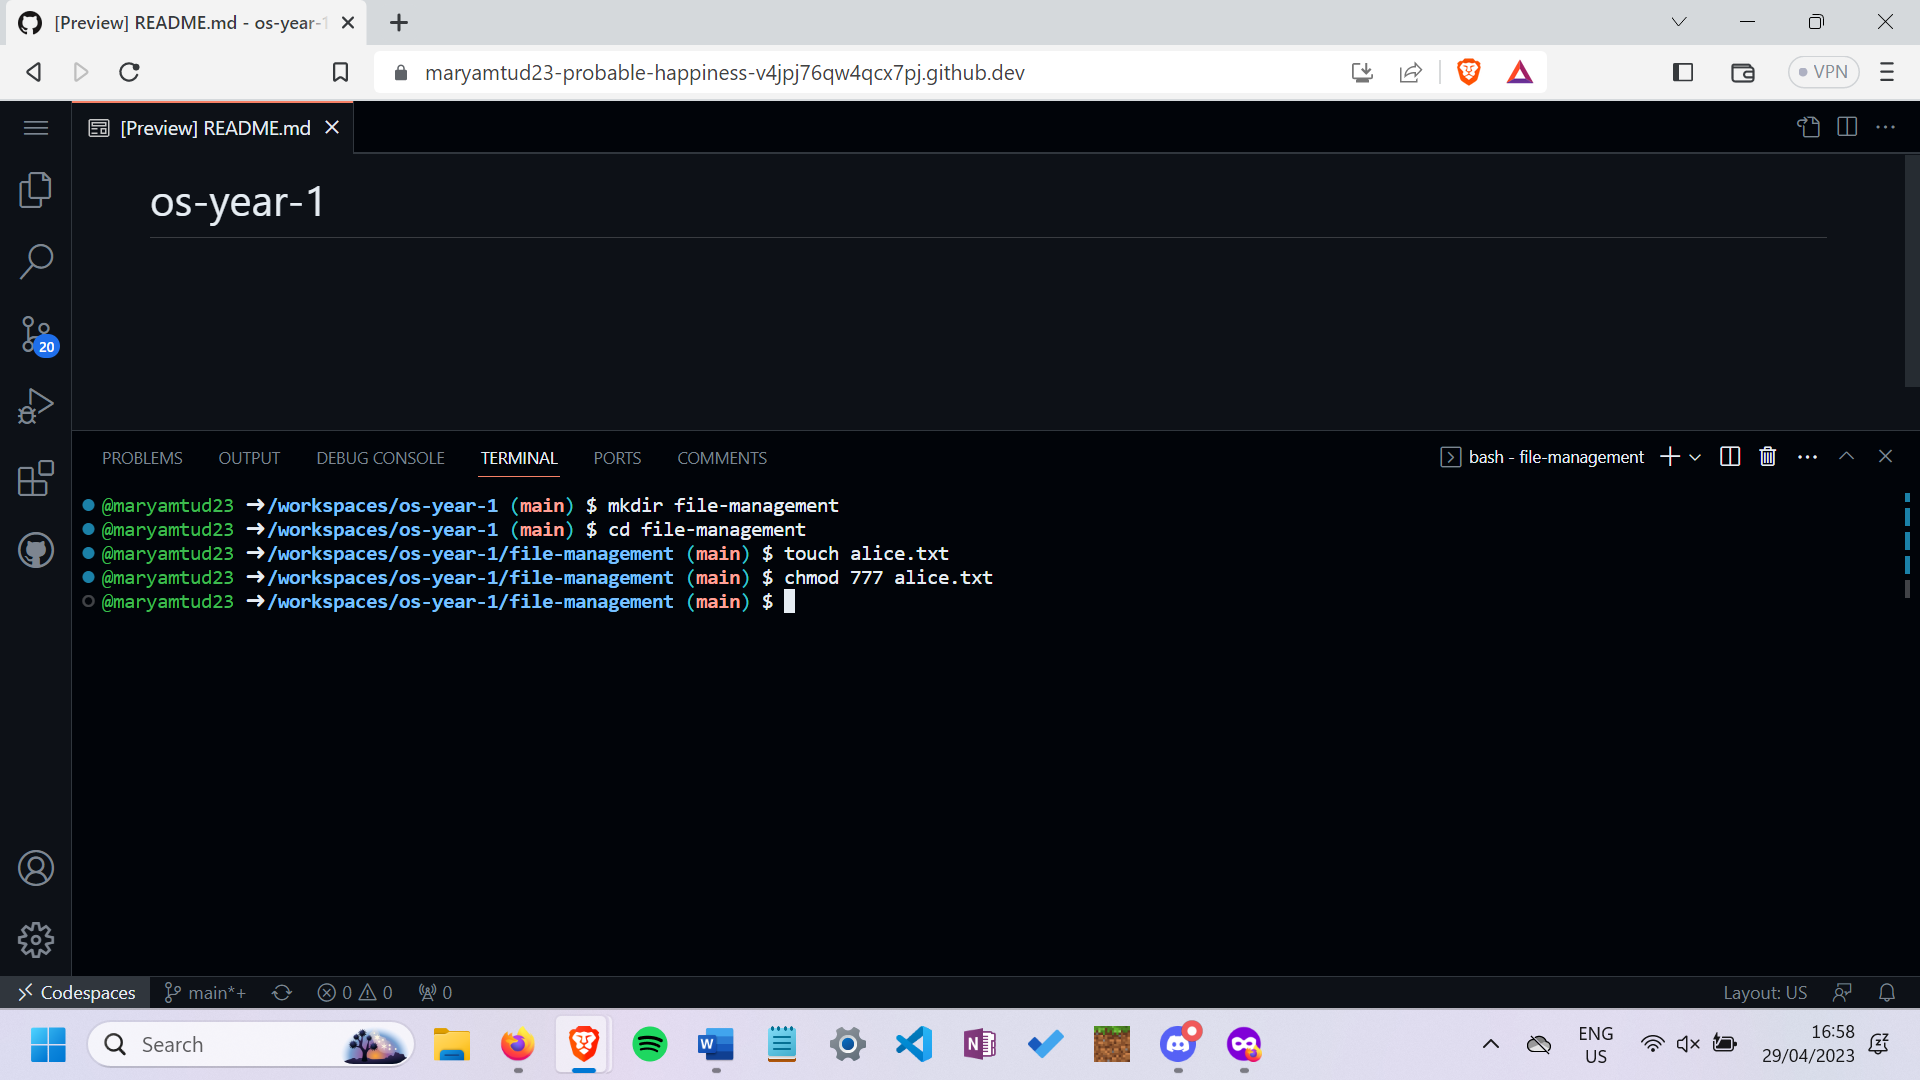 [Preview] README.md - os-year-1
maryamtud23-probable-happiness-v4jpj76qw4qcx7pj.github.dev
VPN
[Preview] README.md
os-year-1
20
PROBLEMS OUTPUT DEBUG CONSOLE TERMINAL PORTS COMMENTS
bash - file-management
@maryamtud23 ➜/workspaces/os-year-1 (main) $ mkdir file-management
@maryamtud23 ➜/workspaces/os-year-1 (main) $ cd file-management
@maryamtud23 ➜/workspaces/os-year-1/file-management (main) $ touch alice.txt
@maryamtud23 ➜/workspaces/os-year-1/file-management (main) $ chmod 777 alice.txt
@maryamtud23 ➜/workspaces/os-year-1/file-management (main) $
Codespaces main*+ 0 0 0 Layout: US
Search
ENG
US
16:58
29/04/2023